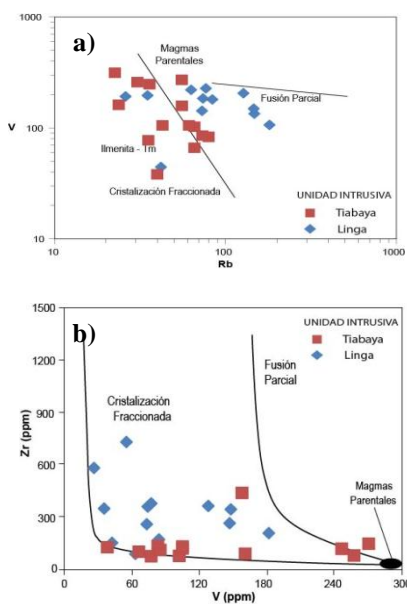 a)
1000
Magmas
Parentales
Fusión Parcial
V
100
Ilmenita - Tm
Cristalización Fraccionada
UNIDAD INTRUSIVA
Tiabaya
Linga
10
10
100
1000
Rb
b)
1500
UNIDAD INTRUSIVA
Tiabaya
Linga
1200
Fusión
Parcial
Cristalización
Fraccionada
900
Zr (ppm)
600
Magmas
Parentales
300
0
0
60
120
180
240
300
V (ppm)